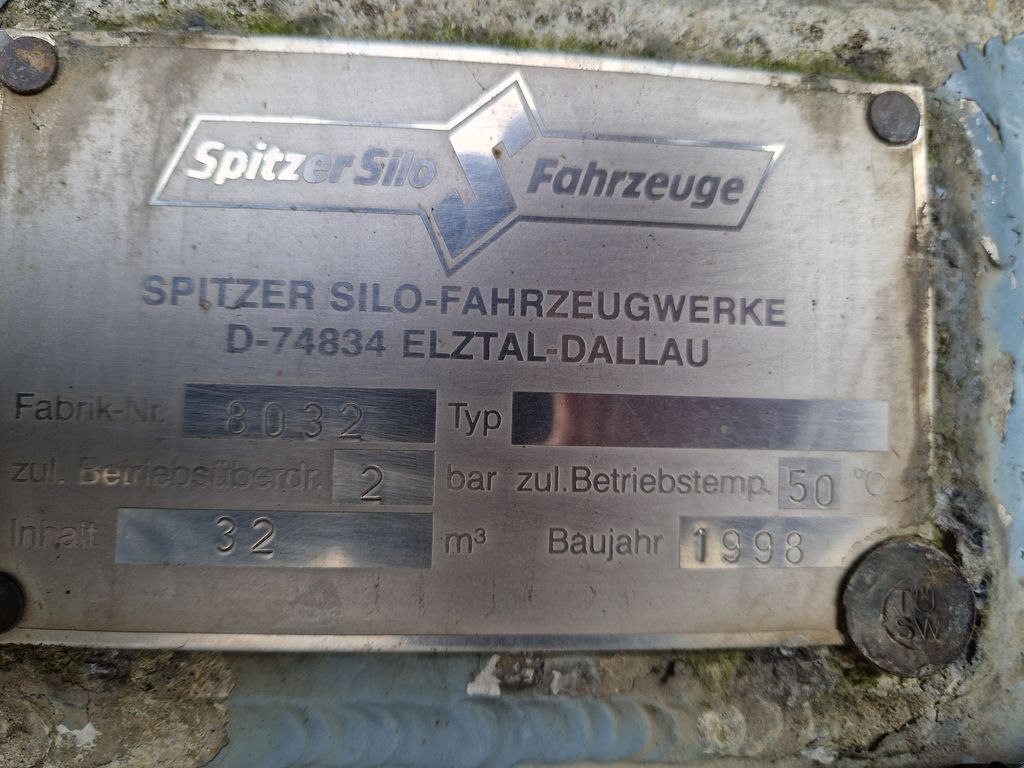 Spitzer Silo Fahrzeuge
SPITZER SILO-FAHRZEUGWERKE
D-74834 ELZTAL-DALLAU
Fabrik-Nr. 8032 Typ
zul. Betriebsüberdr. 2 bar zul.Betriebstemp. 50 °C
Inhalt 32 m³ Baujahr 1998
TÜ
SW